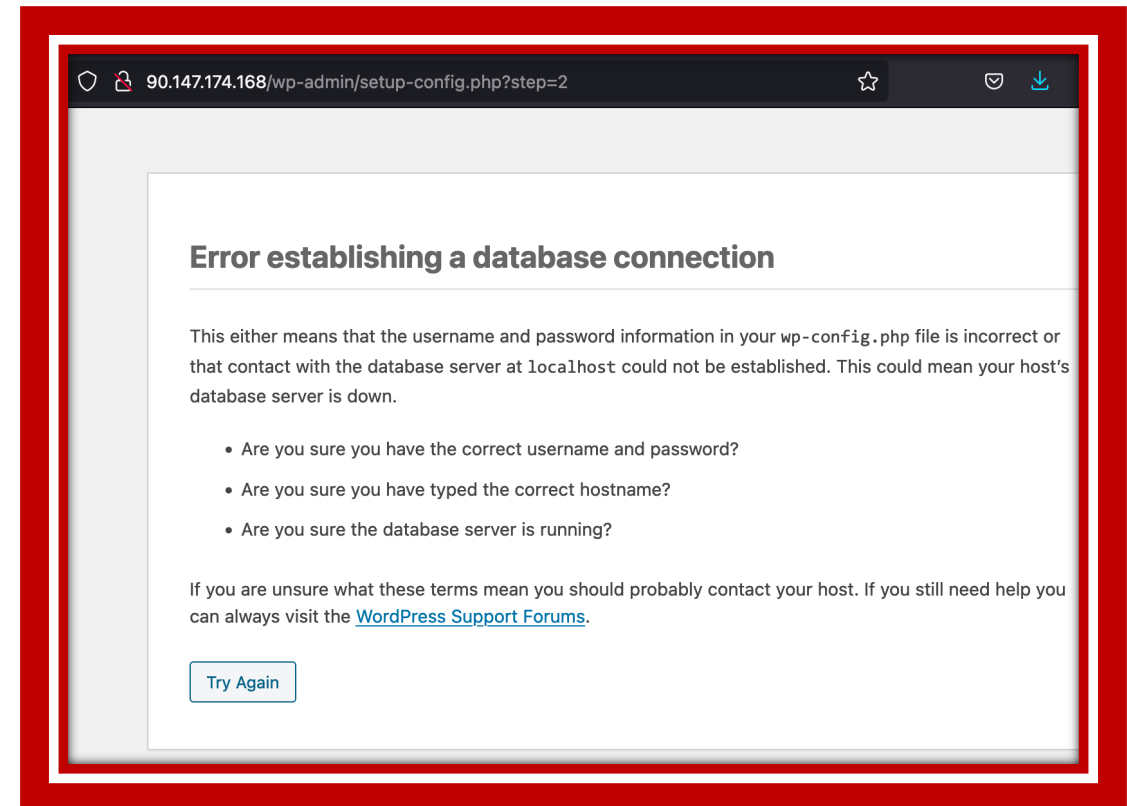 90.147.174.168/wp-admin/setup-config.php?step=2
Error establishing a database connection
This either means that the username and password information in your wp-config.php file is incorrect or
that contact with the database server at localhost could not be established. This could mean your host's
database server is down.
• Are you sure you have the correct username and password?
• Are you sure you have typed the correct hostname?
• Are you sure the database server is running?
If you are unsure what these terms mean you should probably contact your host. If you still need help you
can always visit the WordPress Support Forums.
Try Again